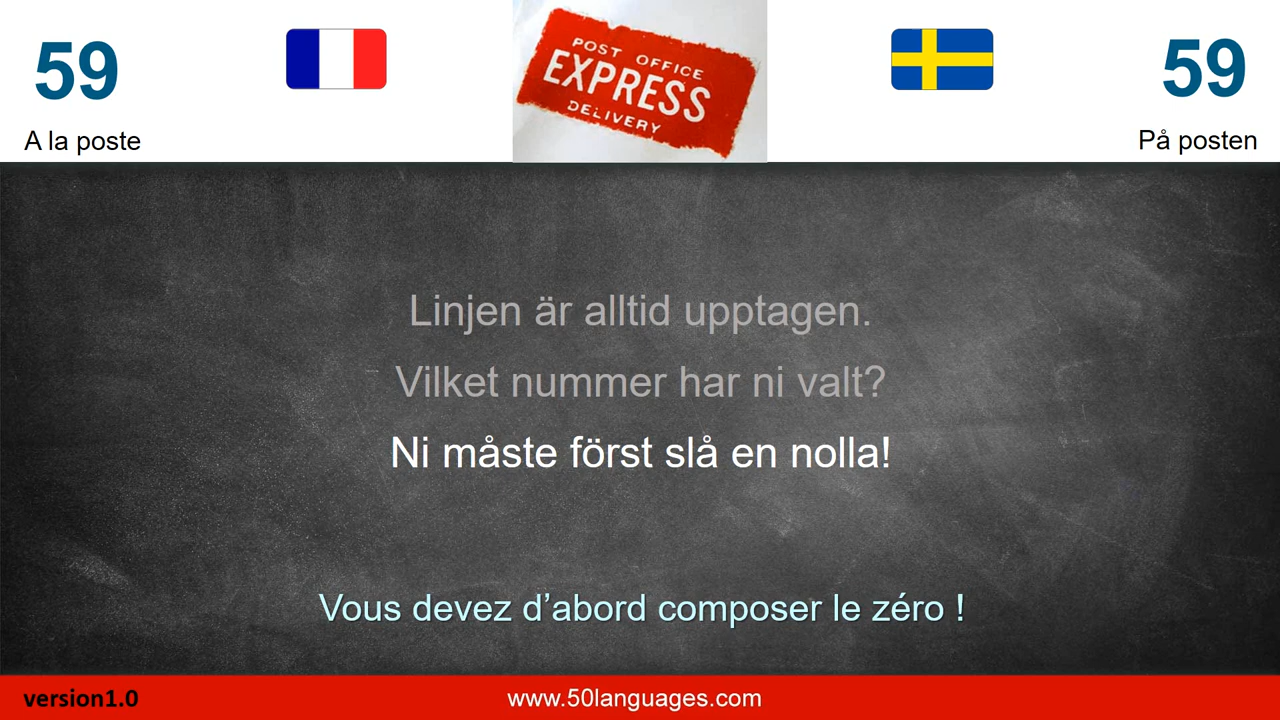 59
A la poste
POST OFFICE
EXPRESS
DELIVERY
59
På posten
Linjen är alltid upptagen.
Vilket nummer har ni valt?
Ni måste först slå en nolla!
Vous devez d’abord composer le zéro !
version1.0
www.50languages.com